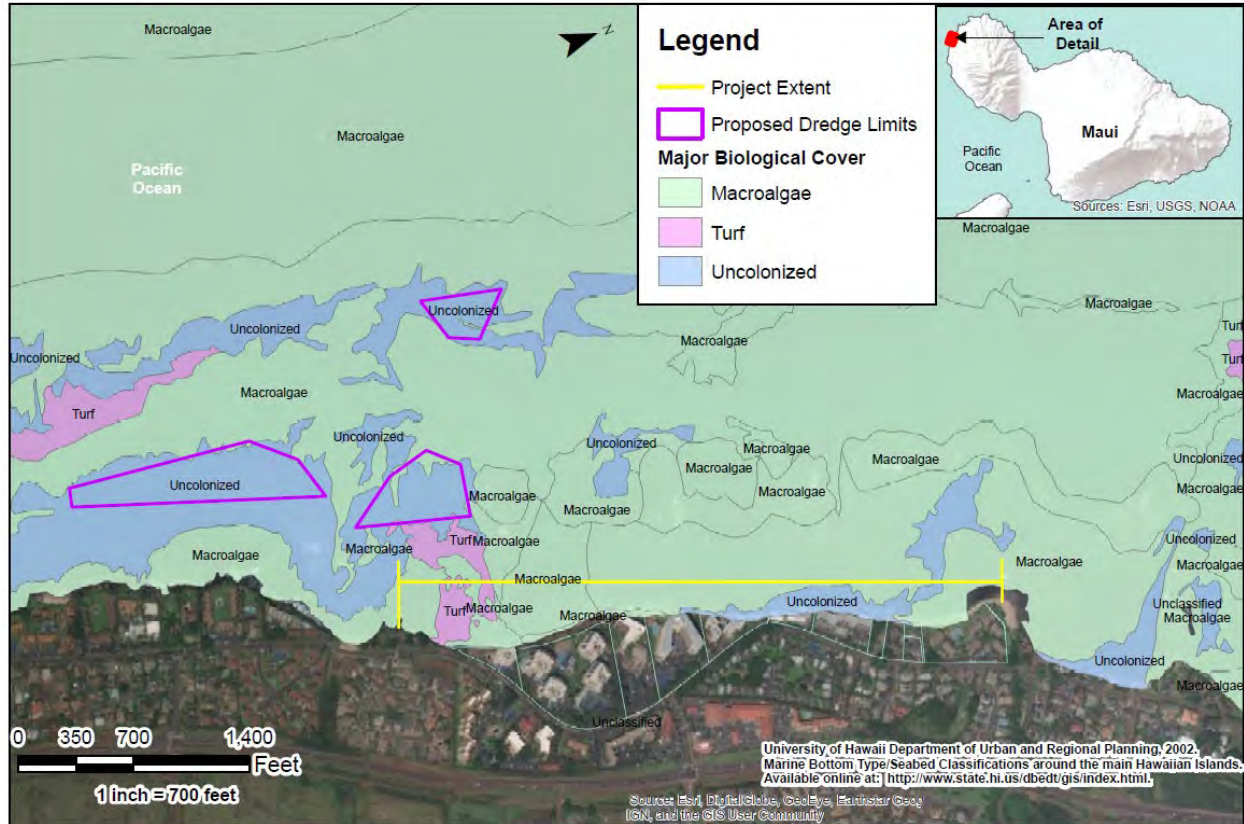 Macroalgae
N
Macroalgae
Pacific
Ocean
Legend
Project Extent
Proposed Dredge Limits
Major Biological Cover
Macroalgae
Turf
Uncolonized
Area of
Detail
Maui
Pacific
Ocean
Sources: Esri, USGS, NOAA
Macroalgae
Macroalgae
Uncolonized
Uncolonized
Uncolonized
Macroalgae
Turf
Turf
Macroalgae
Macroalgae
Turf
Uncolonized
Uncolonized
Macroalgae
Macroalgae
Macroalgae
Uncolonized
Uncolonized
Macroalgae
Macroalgae
Macroalgae
Macroalgae
Macroalgae
Uncolonized
Macroalgae
Macroalgae
Turf
Macroalgae
Macroalgae
Macroalgae
Macroalgae
Turf
Macroalgae
Macroalgae
Uncolonized
Unclassified
Macroalgae
Uncolonized
Macroalgae
Unclassified
0 350 700 1,400
Feet
1 inch = 700 feet
University of Hawaii Department of Urban and Regional Planning, 2002.
Marine Bottom Type/Seabed Classifications around the main Hawaiian Islands.
Available online at: http://www.state.hi.us/dbedt/gis/index.html.
Source: Esri, DigitalGlobe, GeoEye, Earthstar Geog
IGN, and the GIS User Community